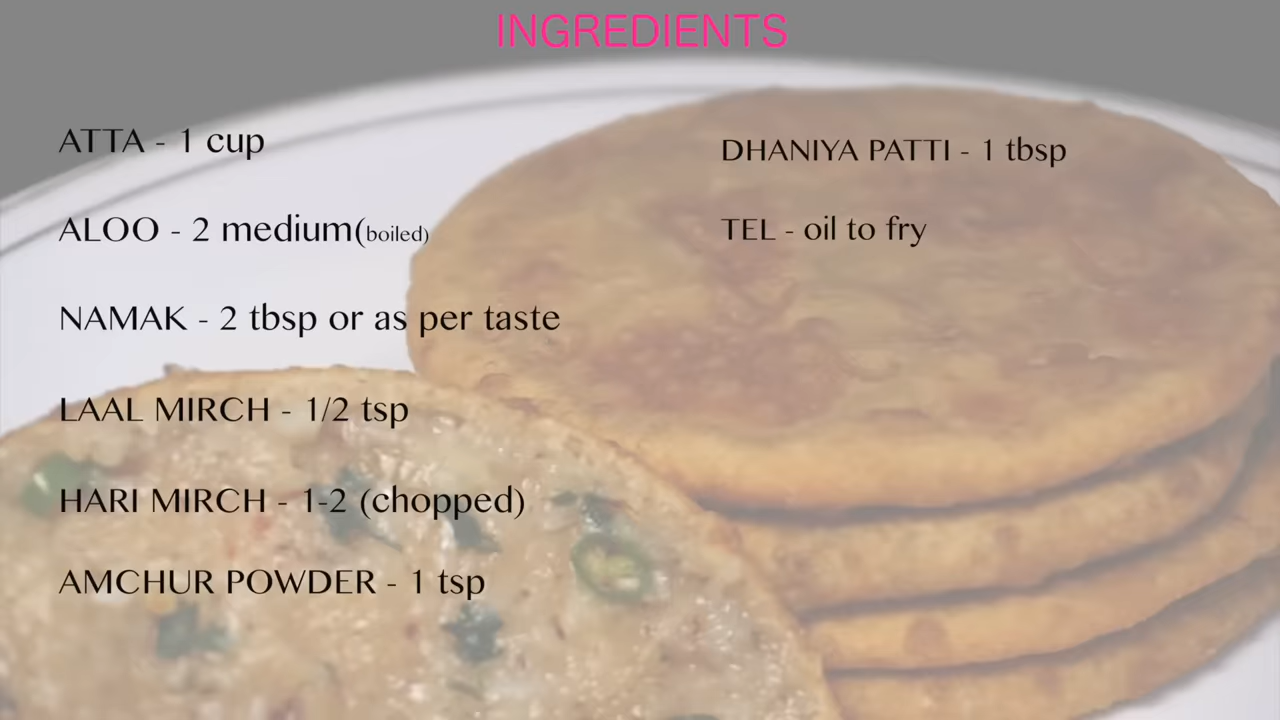 INGREDIENTS
ATTA - 1 cup
ALOO - 2 medium(boiled)
NAMAK - 2 tbsp or as per taste
LAAL MIRCH - 1/2 tsp
HARI MIRCH - 1-2 (chopped)
AMCHUR POWDER - 1 tsp
DHANIYA PATTI - 1 tbsp
TEL - oil to fry